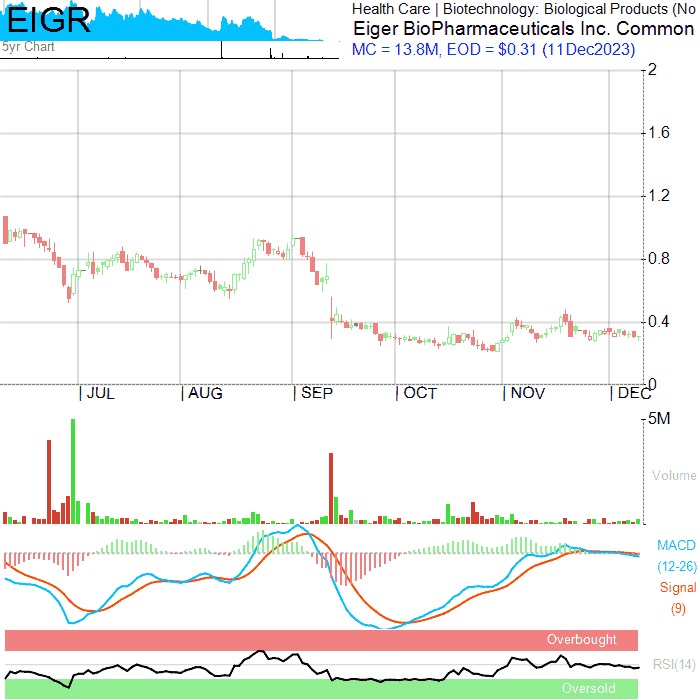 EIGR
5yr Chart
Health Care | Biotechnology: Biological Products (No
Eiger BioPharmaceuticals Inc. Common
MC = 13.8M, EOD = $0.31 (11Dec2023)
2
1.6
1.2
0.8
0.4
0
JUL
AUG
SEP
OCT
NOV
DEC
5M
Volume
MACD
(12-26)
Signal
(9)
Overbought
RSI(14)
Oversold